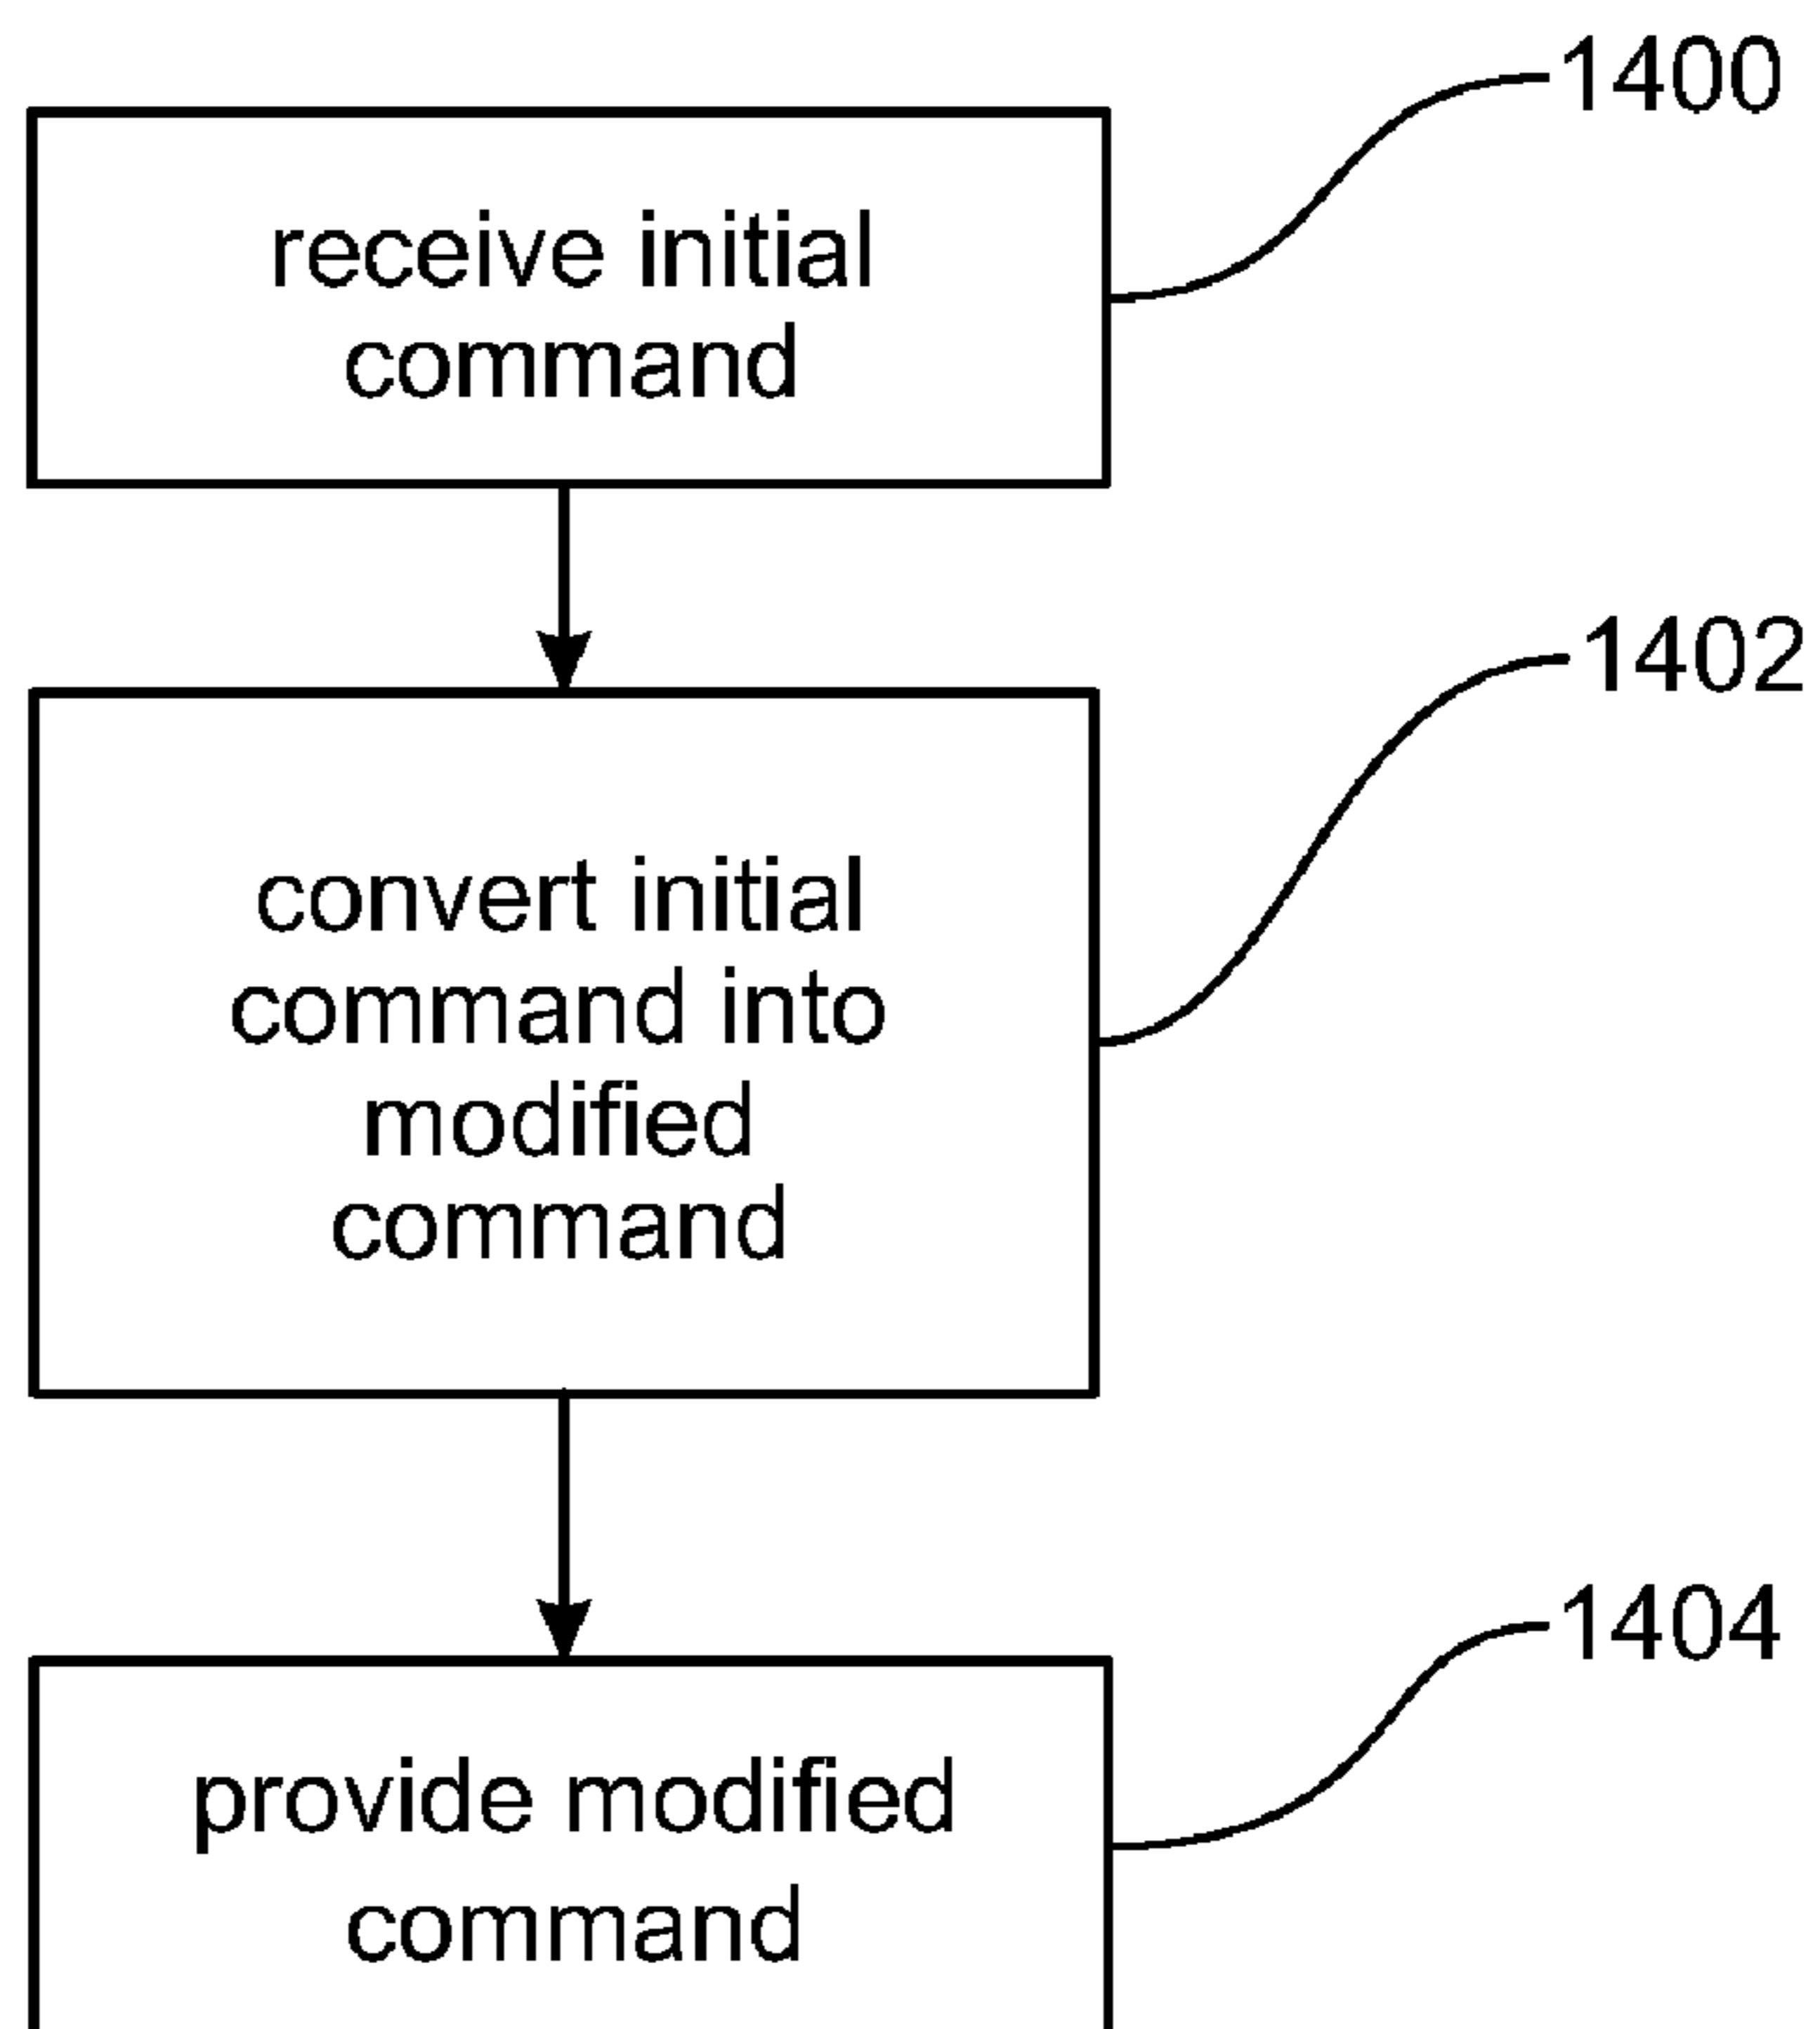 1400
receive initial
command
1402
convert initial
command into
modified
command
1404
provide modified
command